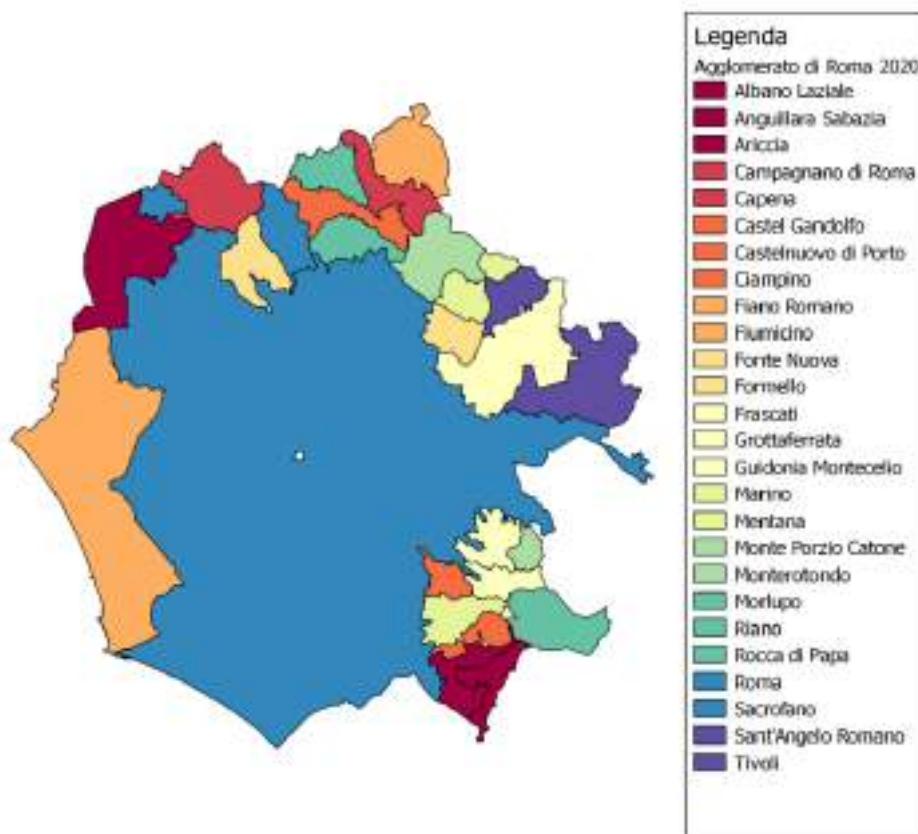 Legenda
Agglomerato di Roma 2020
Albano Laziale
Anguillara Sabazia
Ariccia
Campagnano di Roma
Capena
Castel Gandolfo
Castelnuovo di Porto
Ciampino
Fiano Romano
Fiumicino
Fonte Nuova
Formello
Frascati
Grottaferrata
Guidonia Montecelio
Marino
Mentana
Monte Porzio Catone
Monterotondo
Morlupo
Riano
Rocca di Papa
Roma
Sacrofano
Sant'Angelo Romano
Tivoli